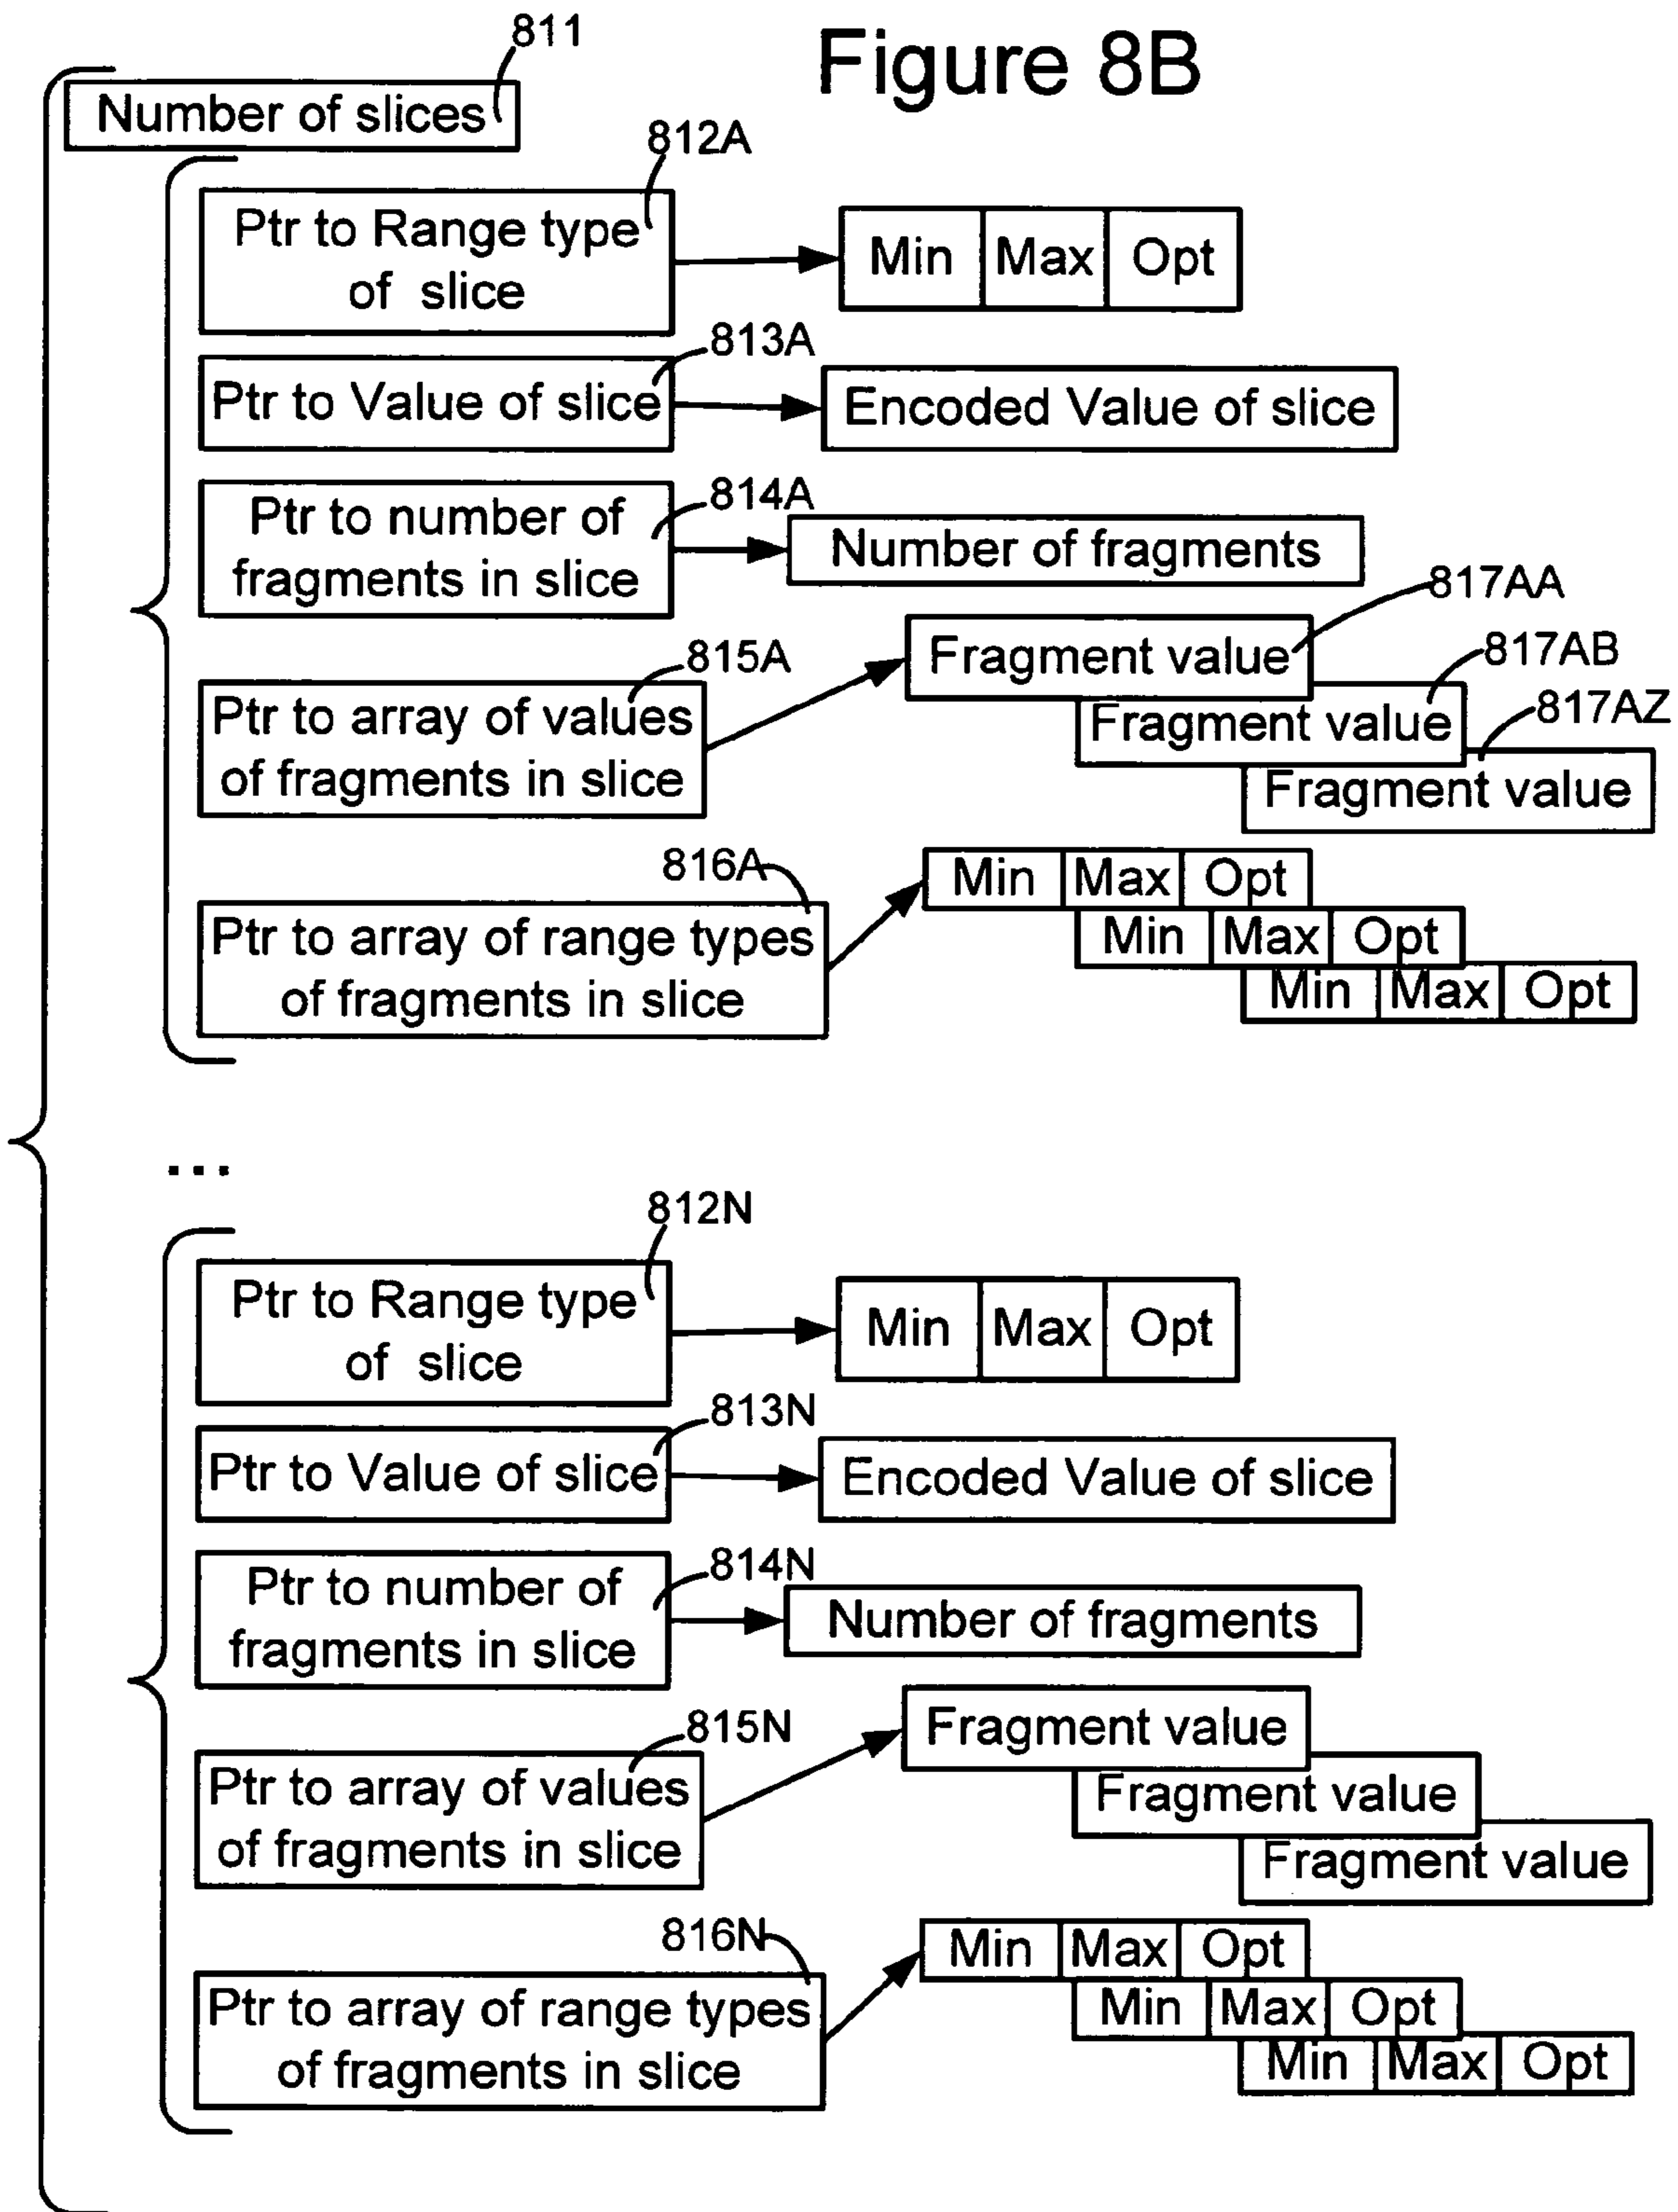 Figure 8B
811
Number of slices
812A
Ptr to Range type
of slice
Min Max Opt
813A
Ptr to Value of slice
Encoded Value of slice
814A
Ptr to number of
fragments in slice
Number of fragments
817AA
Fragment value
815A
817AB
Ptr to array of values
of fragments in slice
Fragment value
817AZ
Fragment value
816A
Ptr to array of range types
of fragments in slice
Min Max Opt
Min Max Opt
Min Max Opt
...
812N
Ptr to Range type
of slice
Min Max Opt
813N
Ptr to Value of slice
Encoded Value of slice
814N
Ptr to number of
fragments in slice
Number of fragments
815N
Ptr to array of values
of fragments in slice
Fragment value
Fragment value
Fragment value
816N
Ptr to array of range types
of fragments in slice
Min Max Opt
Min Max Opt
Min Max Opt